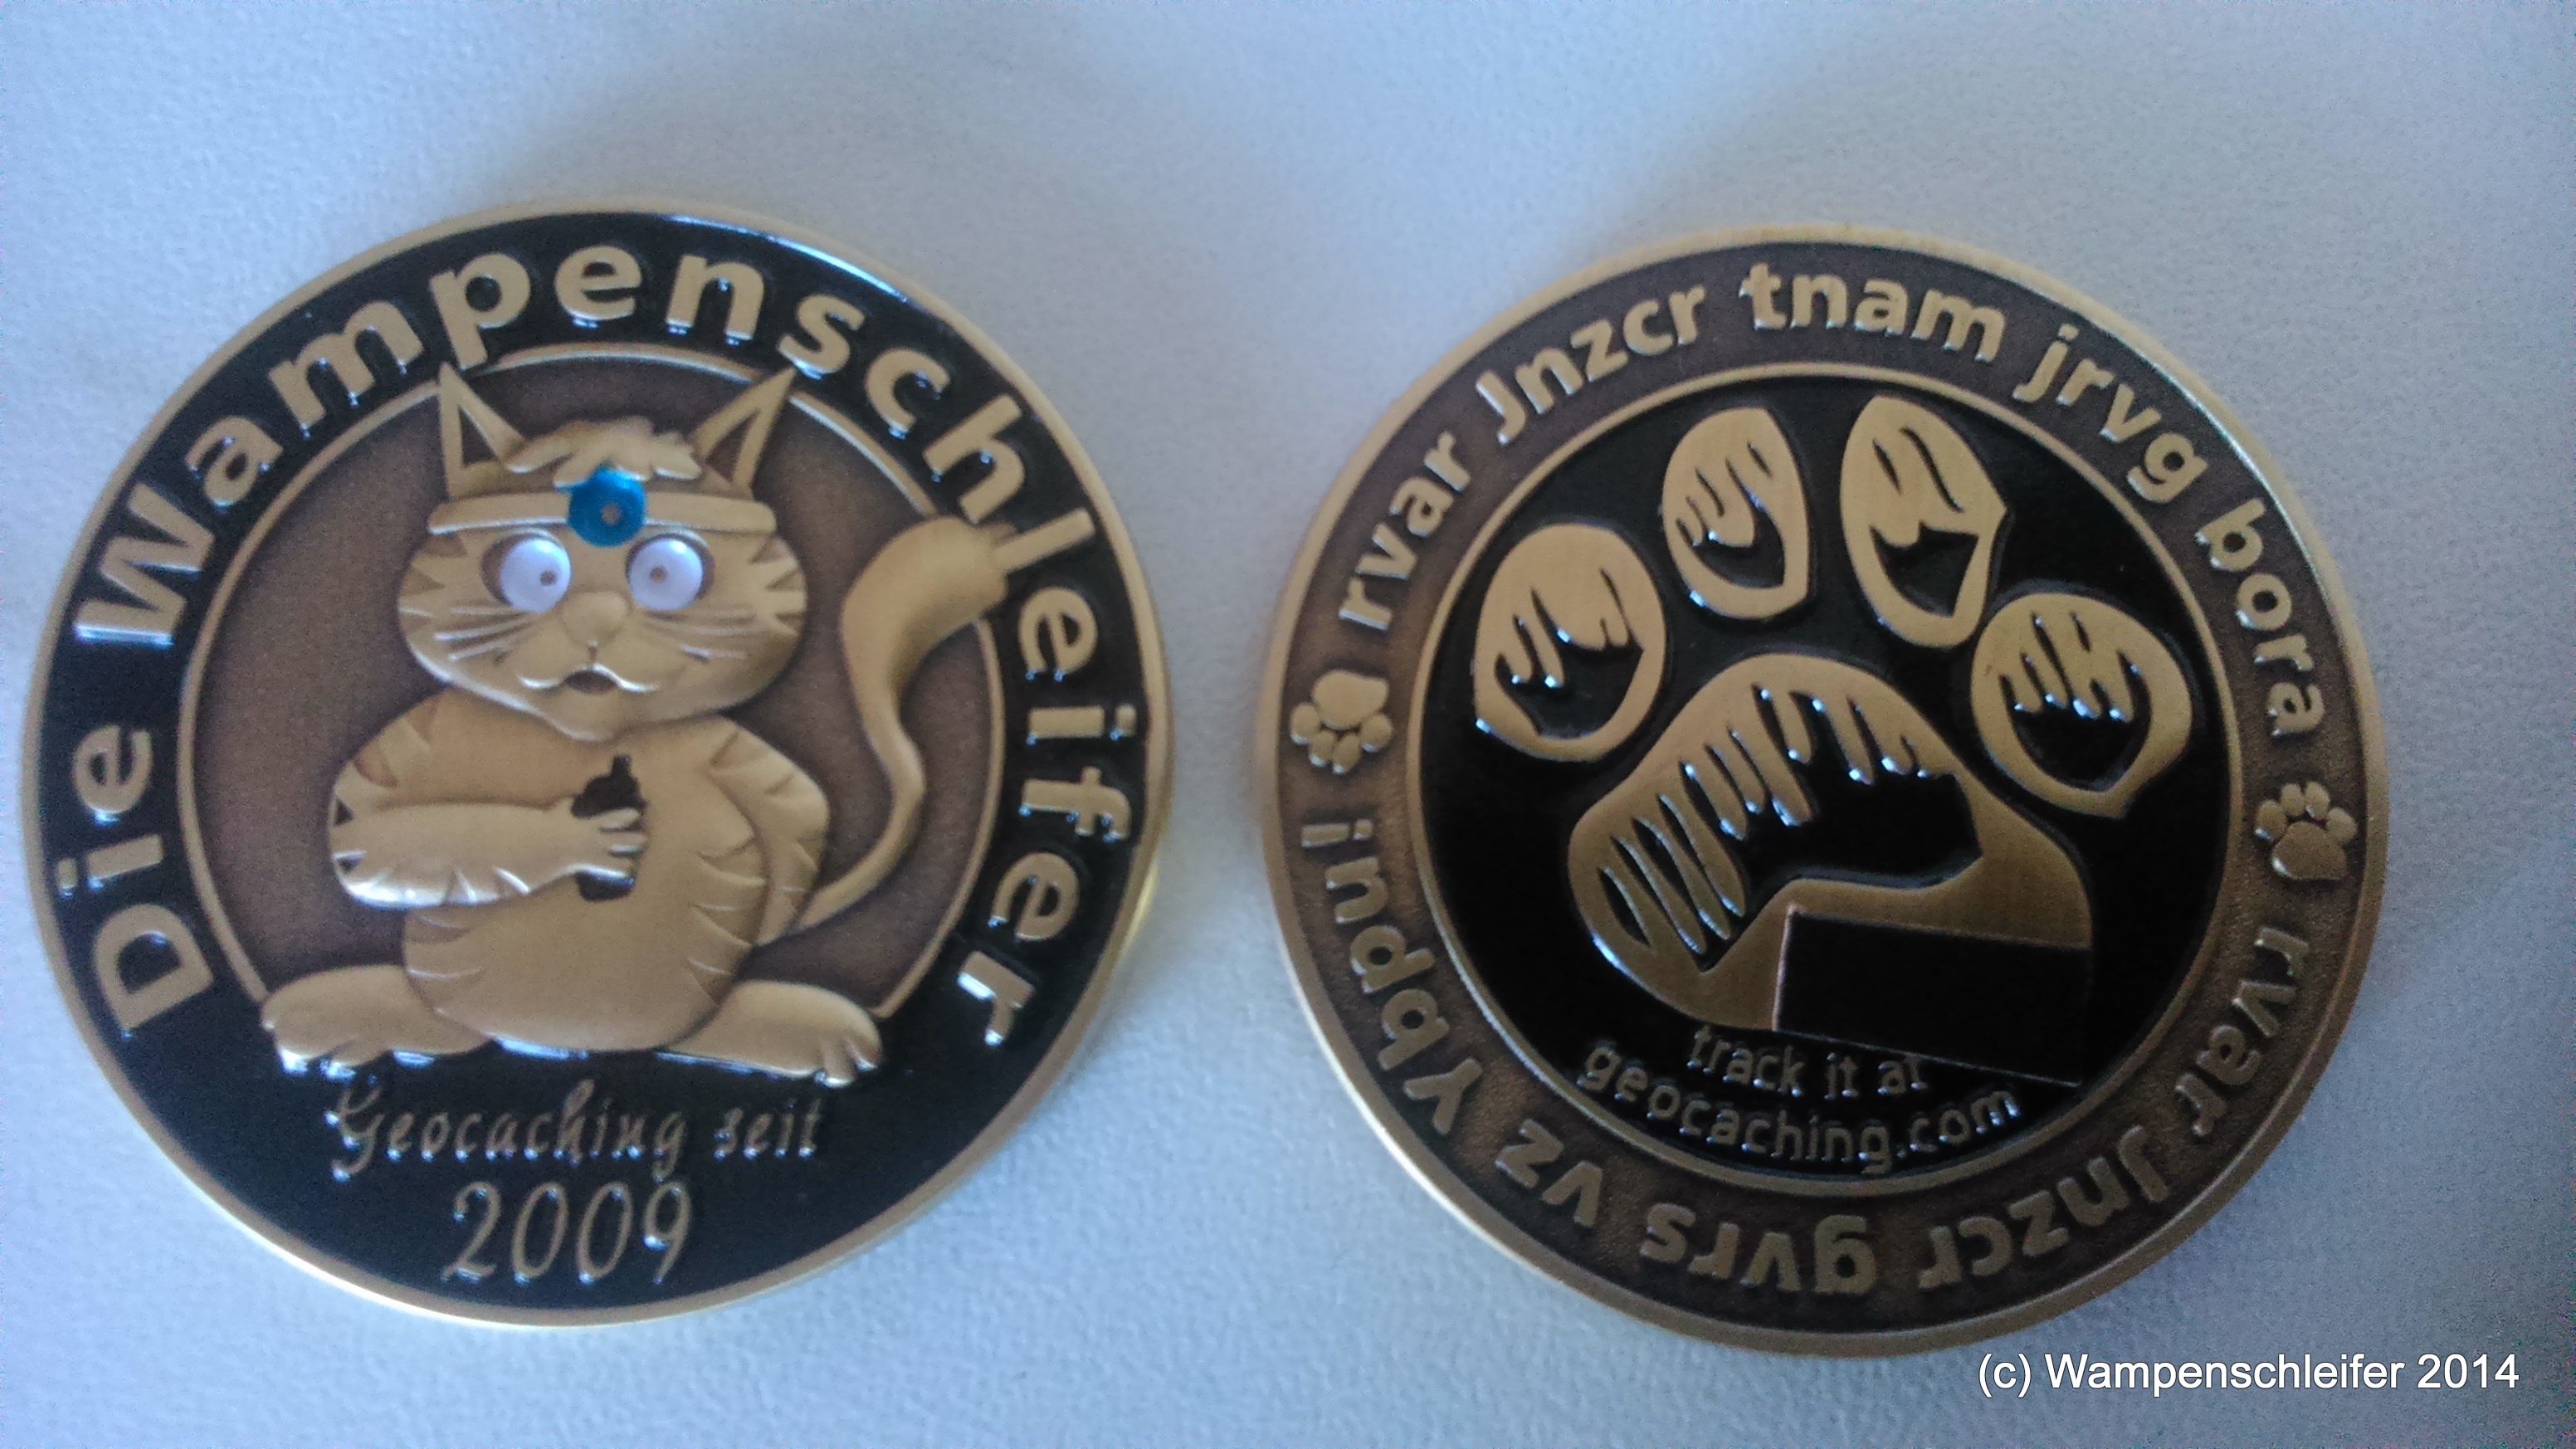 Die Wampenschleifer
Geocaching seit
2009
rvar Jnzcr tnam jrvg bora
rvar Jnzcr gvrs vz Ybpu!
track it at
geocaching.com
(c) Wampenschleifer 2014